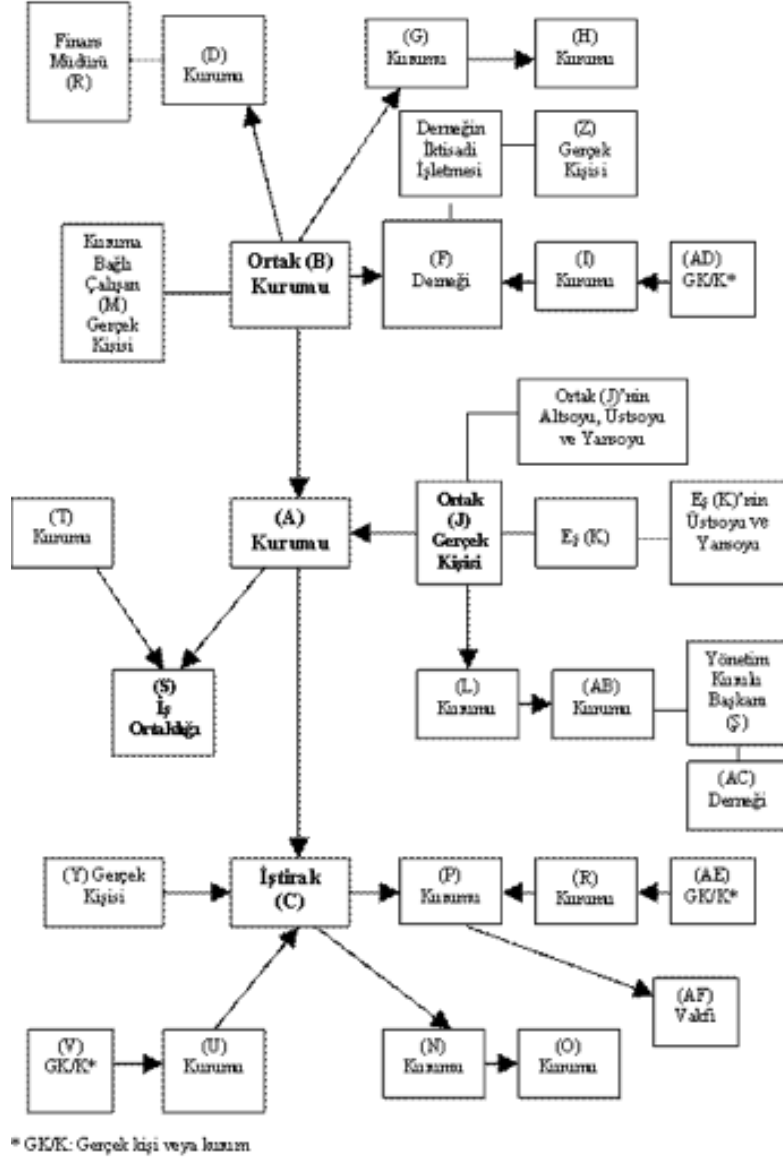 Finans
Müdürü
(R)
(D)
Kurumu
(G)
Kurumu
(H)
Kurumu
Derneğin
İktisadi
İşletmesi
(Z)
Gerçek
Kişisi
Kuruma
Bağlı
Çalışan
(M)
Gerçek
Kişisi
Ortak (B)
Kurumu
(F)
Derneği
(I)
Kurumu
(AD)
GK/K*
Ortak (J)'nin
Altsoyu, Üstsoyu
ve Yansoyu
(T)
Kurumu
(A)
Kurumu
Ortak
(J)
Gerçek
Kişisi
Eş (K)
Eş (K)'nin
Üstsoyu ve
Yansoyu
(S)
İş
Ortaklığı
(L)
Kurumu
(AB)
Kurumu
Yönetim
Kurulu
Başkanı
(Ş)
(AC)
Derneği
(Y) Gerçek
Kişisi
İştirak
(C)
(P)
Kurumu
(R)
Kurumu
(AE)
GK/K*
(AF)
Vakfı
(V)
GK/K*
(U)
Kurumu
(N)
Kurumu
(O)
Kurumu
* GK/K: Gerçek kişi veya kurum